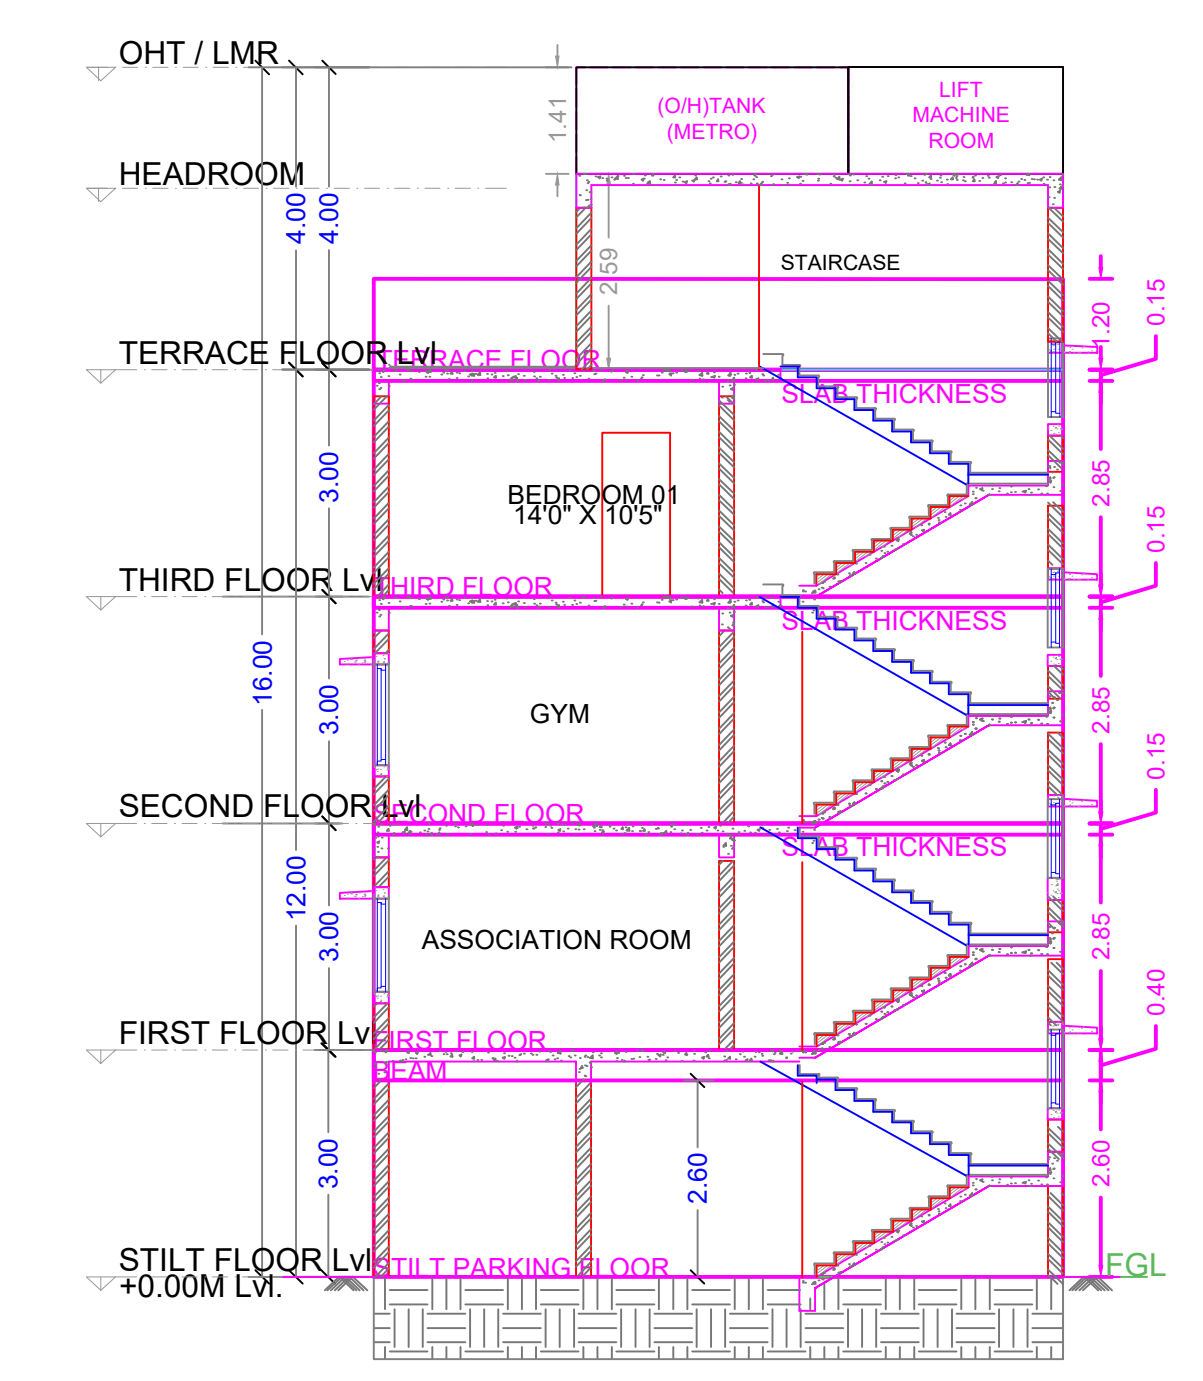 OHT / LMR
1.41
(O/H)TANK
(METRO)
LIFT
MACHINE
ROOM
HEADROOM
4.00
4.00
2.59
STAIRCASE
1.20
0.15
TERRACE FLOOR Lvl
TERRACE FLOOR
SLAB THICKNESS
3.00
BEDROOM 01
14'0" X 10'5"
2.85
0.15
THIRD FLOOR Lvl
THIRD FLOOR
SLAB THICKNESS
16.00
3.00
GYM
2.85
0.15
SECOND FLOOR Lvl
SECOND FLOOR
SLAB THICKNESS
12.00
3.00
ASSOCIATION ROOM
2.85
0.40
FIRST FLOOR Lvl
FIRST FLOOR
BEAM
3.00
2.60
2.60
STILT FLOOR Lvl
STILT PARKING FLOOR
FGL
+0.00M Lvl.